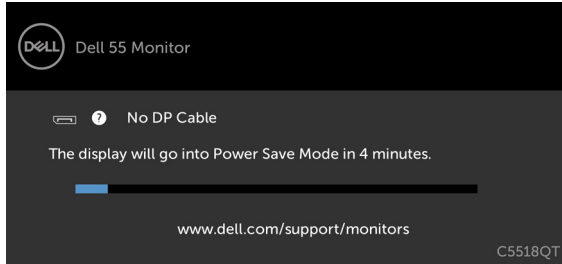 DELL
Dell 55 Monitor
? No DP Cable
The display will go into Power Save Mode in 4 minutes.
www.dell.com/support/monitors
C5518QT